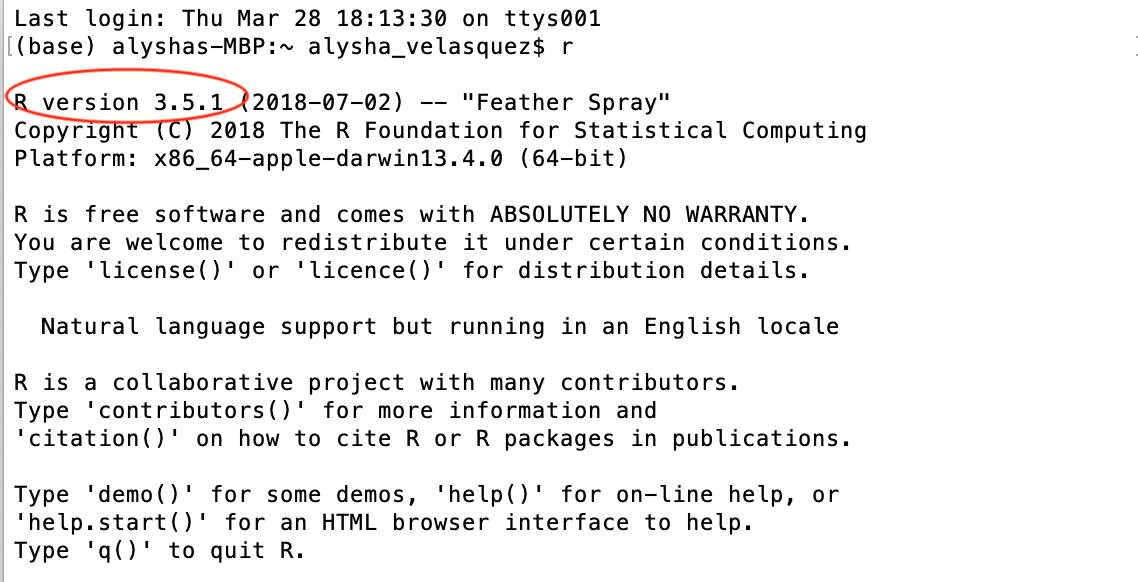 Last login: Thu Mar 28 18:13:30 on ttys001
[(base) alyshas-MBP:~ alysha_velasquez$ r ]
R version 3.5.1 (2018-07-02) -- "Feather Spray"
Copyright (C) 2018 The R Foundation for Statistical Computing
Platform: x86_64-apple-darwin13.4.0 (64-bit)
R is free software and comes with ABSOLUTELY NO WARRANTY.
You are welcome to redistribute it under certain conditions.
Type 'license()' or 'licence()' for distribution details.
  Natural language support but running in an English locale
R is a collaborative project with many contributors.
Type 'contributors()' for more information and
'citation()' on how to cite R or R packages in publications.
Type 'demo()' for some demos, 'help()' for on-line help, or
'help.start()' for an HTML browser interface to help.
Type 'q()' to quit R.